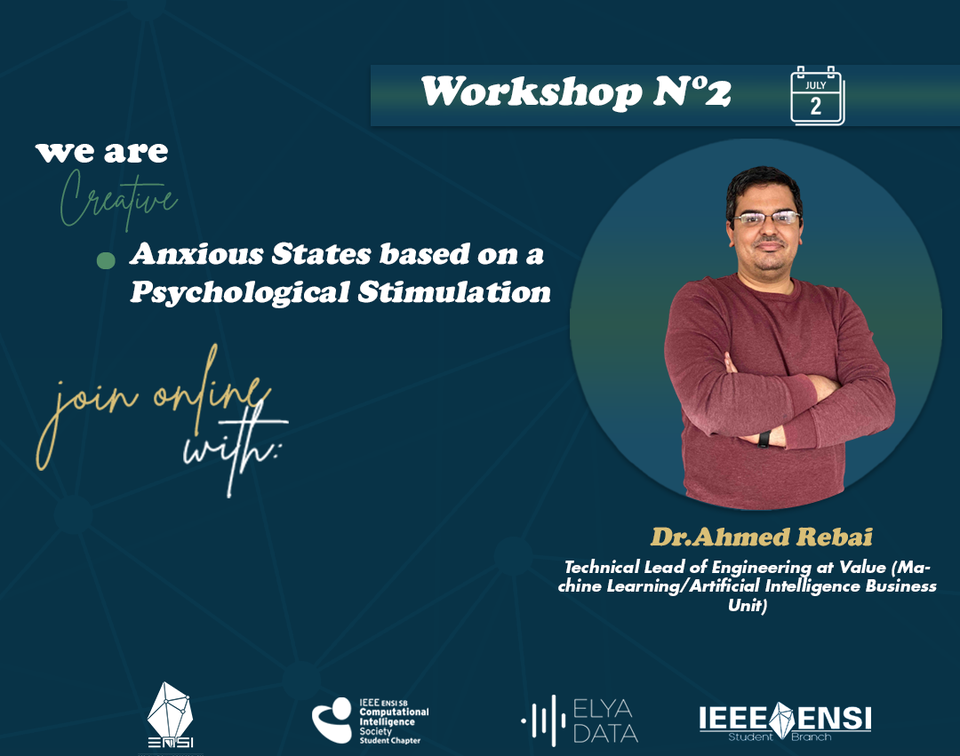 Workshop Nº2
JULY
2
we are
Creative
Anxious States based on a
Psychological Stimulation
join online
with:
Dr.Ahmed Rebai
Technical Lead of Engineering at Value (Ma-
chine Learning/Artificial Intelligence Business
Unit)
ENSI
IEEE ENSI SB
Computational
Intelligence
Society
Student Chapter
ELYA
DATA
IEEE ENSI
Student Branch